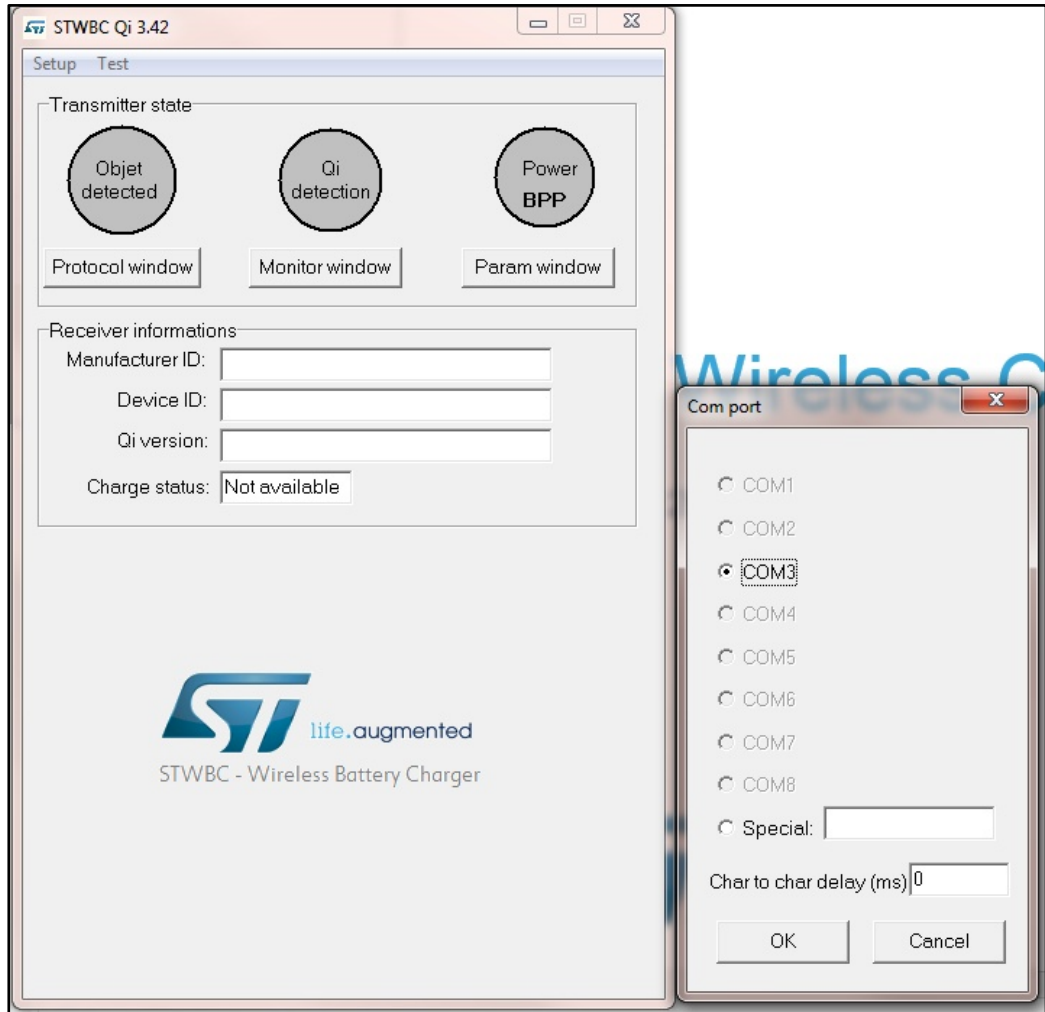 STWBC Qi 3.42
Setup Test
Transmitter state
Objet
detected
Qi
detection
Power
BPP
Protocol window
Monitor window
Param window
Receiver informations
Manufacturer ID:
Device ID:
Qi version:
Charge status: Not available
ST life.augmented
STWBC - Wireless Battery Charger
Wireless C
Com port
COM1
COM2
COM3
COM4
COM5
COM6
COM7
COM8
Special:
Char to char delay (ms) 0
OK
Cancel